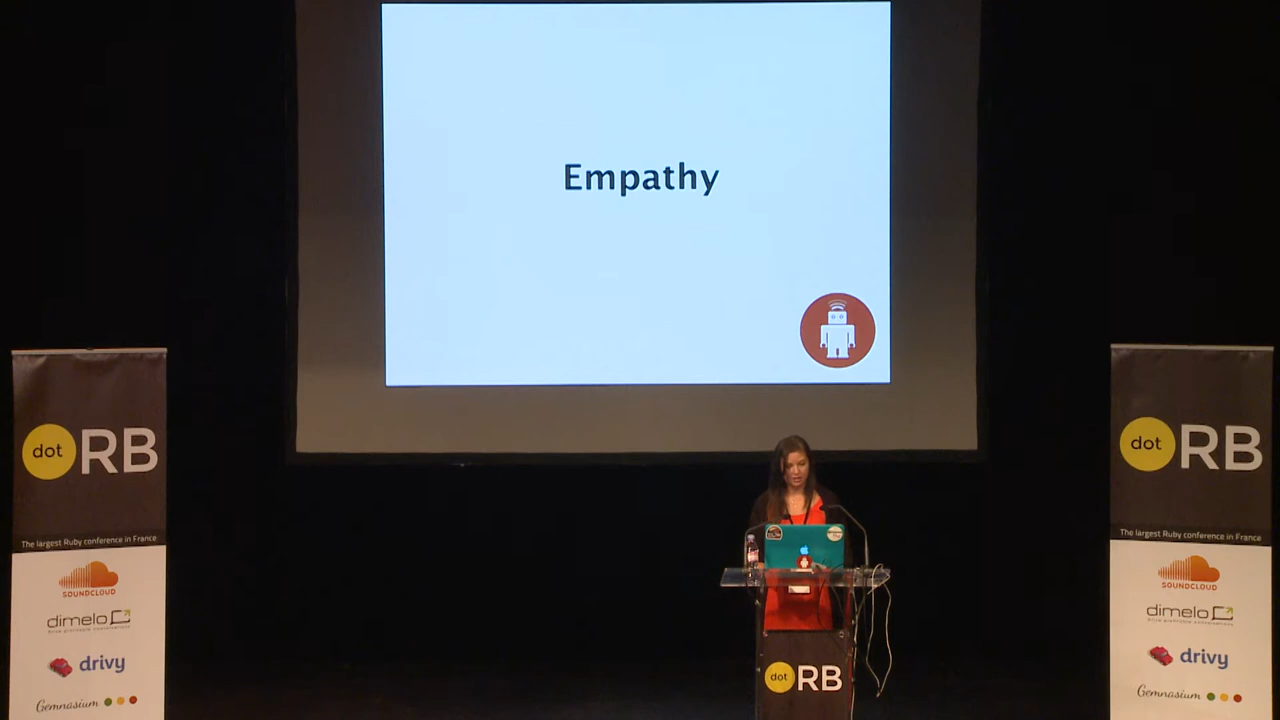 Empathy
dot RB
The largest Ruby conference in France
SOUNDCLOUD
dimelo
drivy
Gemnasium
dot RB
The largest Ruby conference in France
SOUNDCLOUD
dimelo
drivy
Gemnasium
dot RB